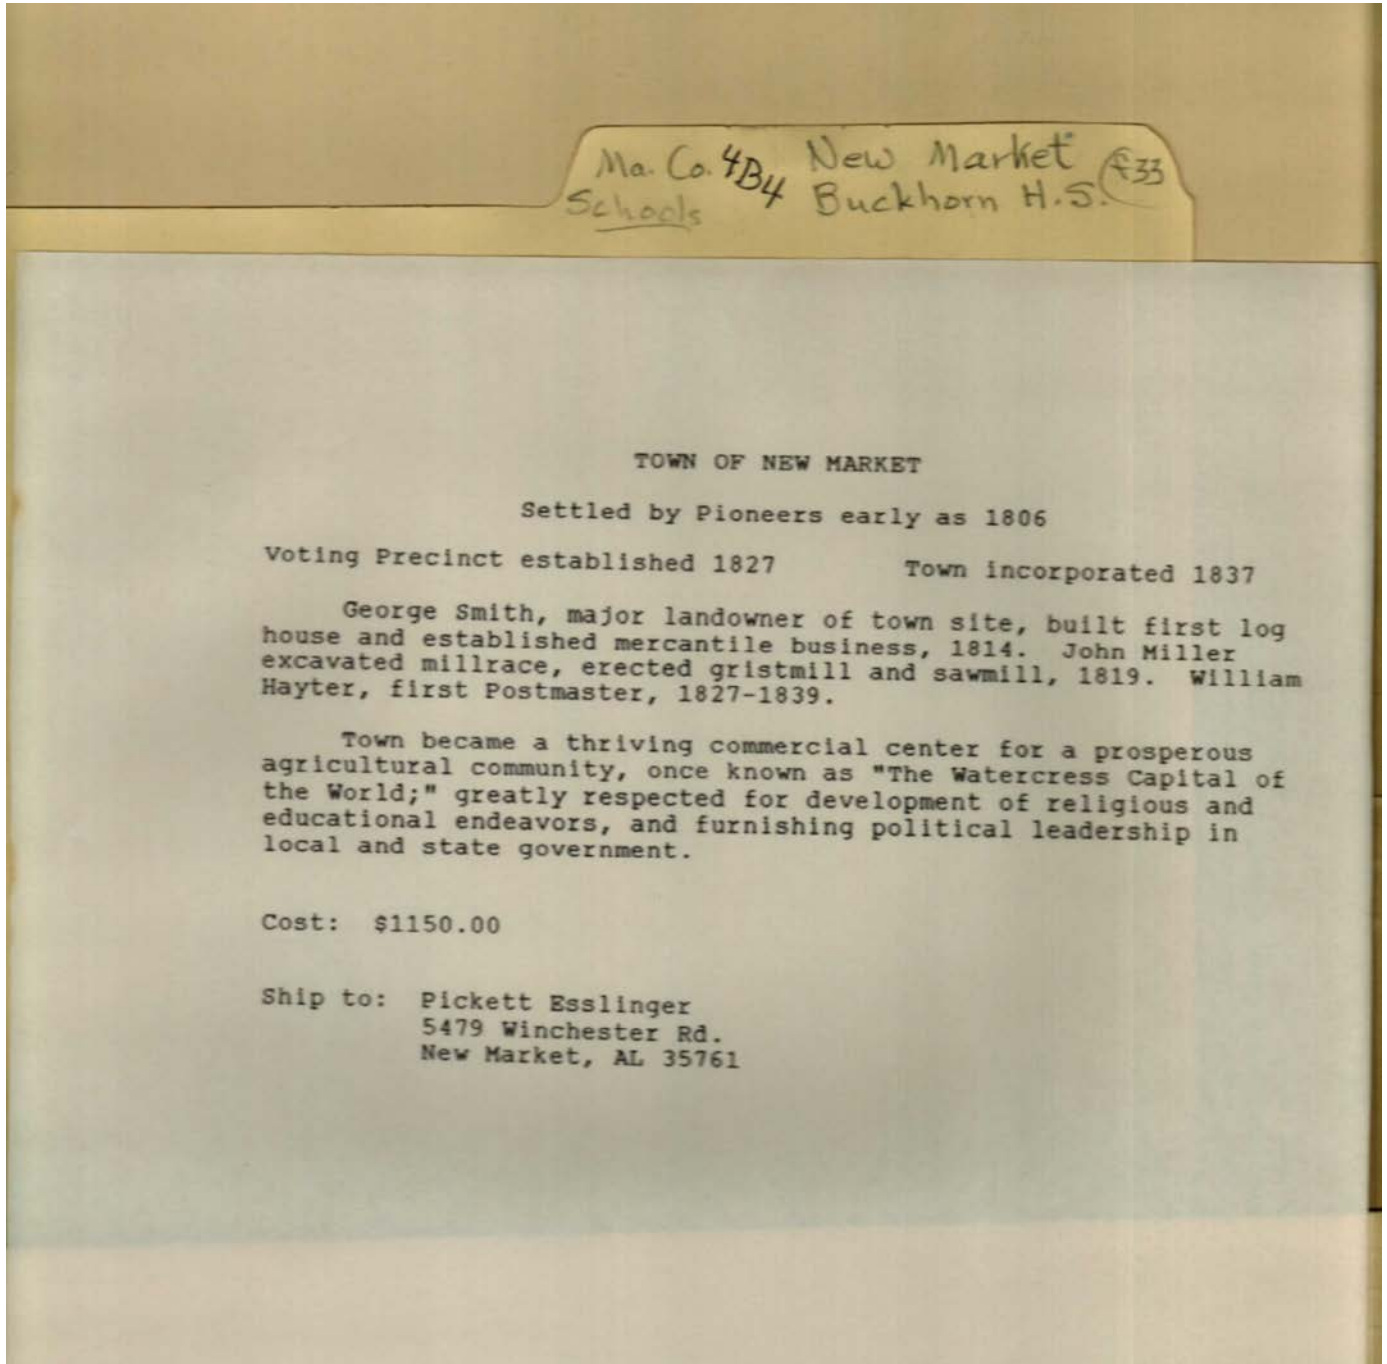 Ma. Co. 4B4 New Market
Schools Buckhorn H.S. f33
TOWN OF NEW MARKET
Settled by Pioneers early as 1806
Voting Precinct established 1827 Town incorporated 1837
George Smith, major landowner of town site, built first log
house and established mercantile business, 1814. John Miller
excavated millrace, erected gristmill and sawmill, 1819. William
Hayter, first Postmaster, 1827-1839.
Town became a thriving commercial center for a prosperous
agricultural community, once known as "The Watercress Capital of
the World;" greatly respected for development of religious and
educational endeavors, and furnishing political leadership in
local and state government.
Cost: $1150.00
Ship to: Pickett Esslinger
5479 Winchester Rd.
New Market, AL 35761